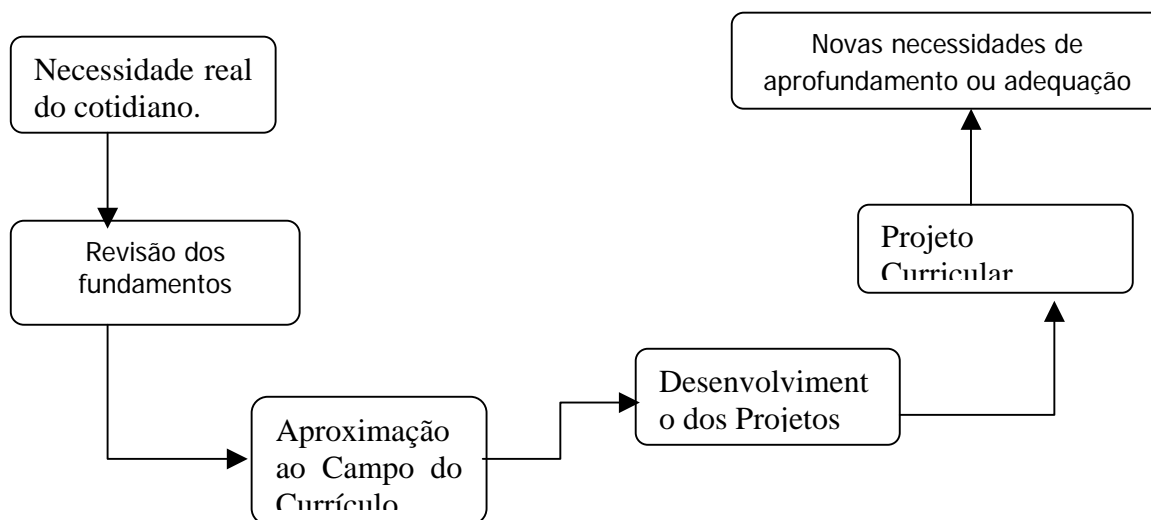 Necessidade real
do cotidiano.
Revisão dos
fundamentos
Aproximação
ao Campo do
Currículo
Desenvolviment
o dos Projetos
Projeto
Curricular
Novas necessidades de
aprofundamento ou adequação